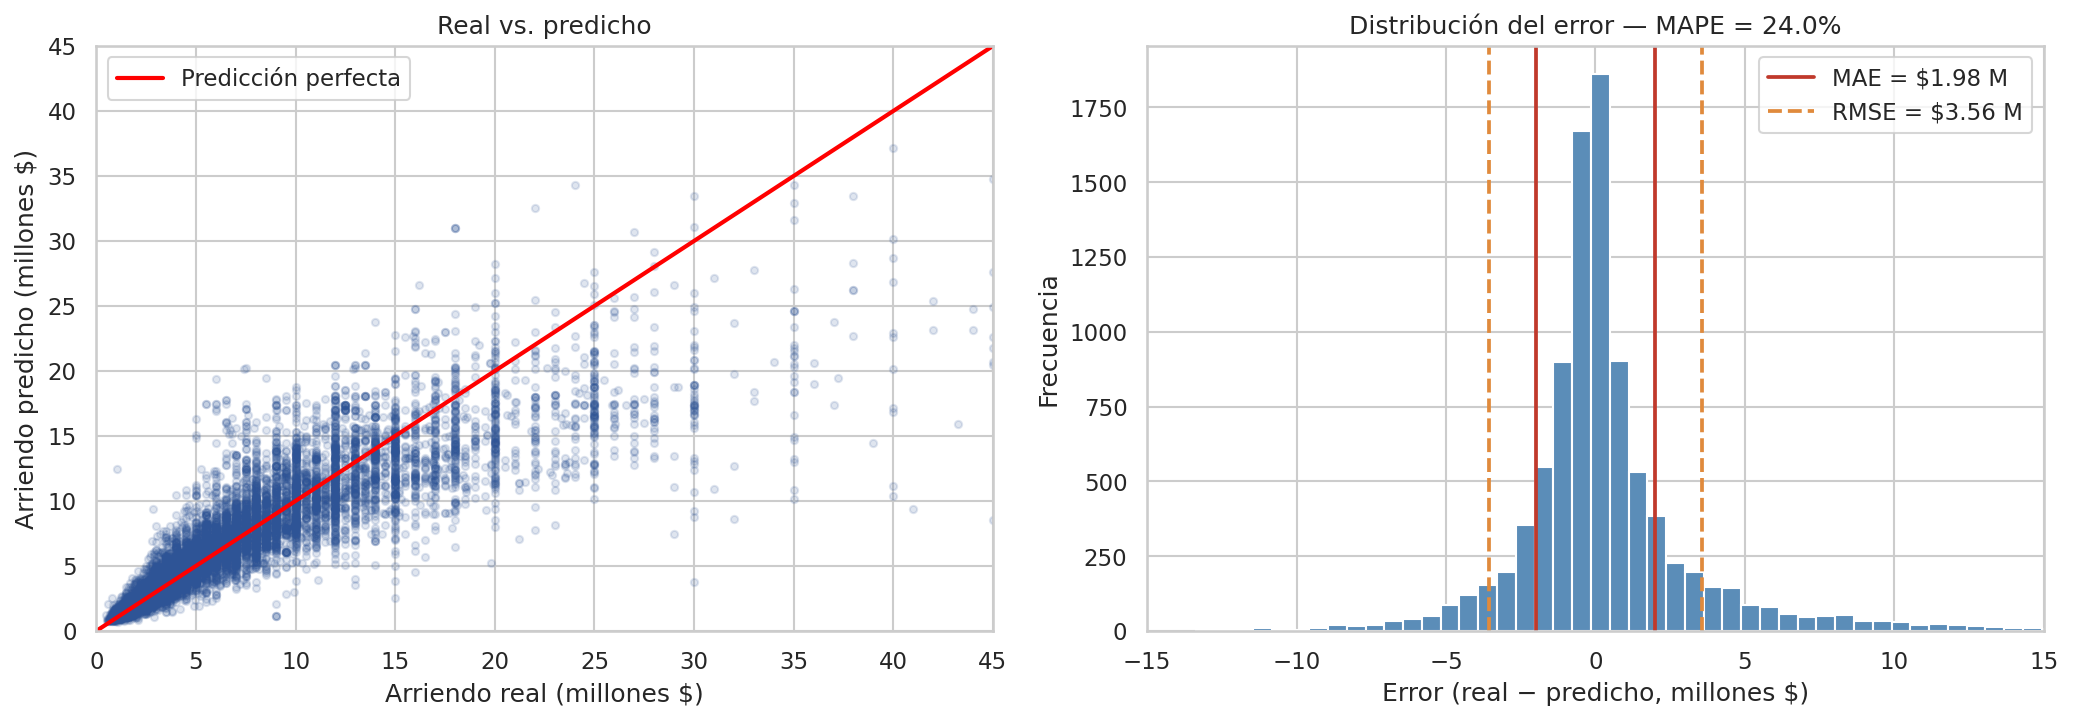 Real vs. predicho
Predicción perfecta
45
40
35
30
25
20
15
10
5
0
Arriendo predicho (millones $)
0 5 10 15 20 25 30 35 40 45
Arriendo real (millones $)
Distribución del error — MAPE = 24.0%
MAE = $1.98 M
RMSE = $3.56 M
1750
1500
1250
1000
750
500
250
0
Frecuencia
−15 −10 −5 0 5 10 15
Error (real − predicho, millones $)